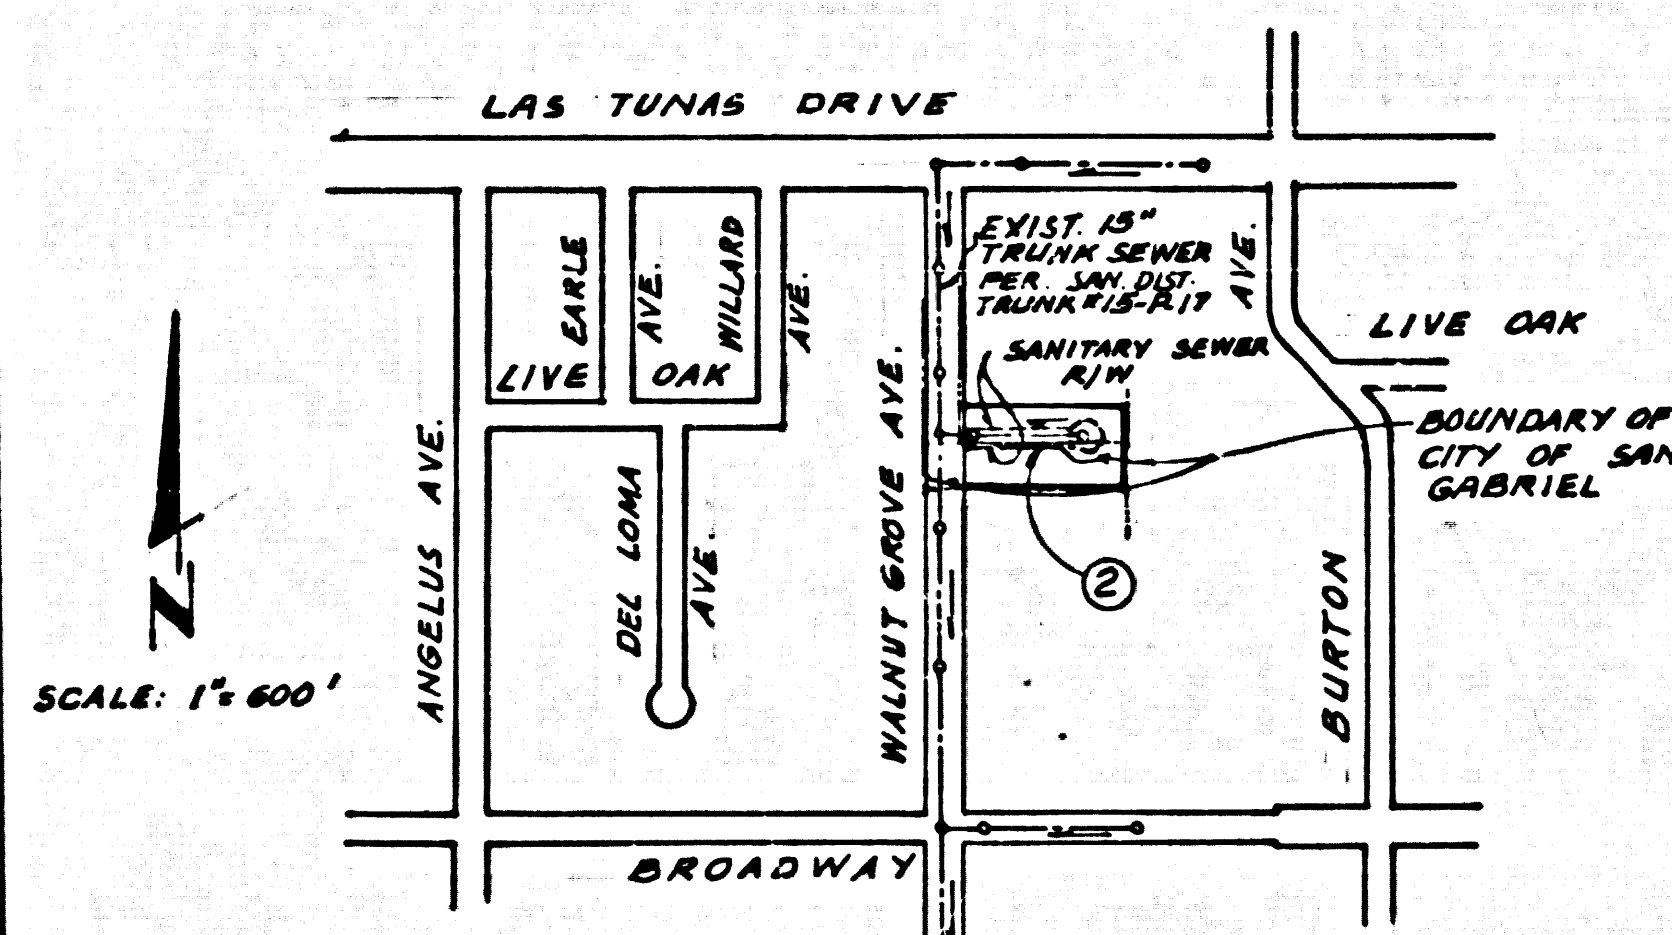 LAS TUNAS DRIVE
EXIST. 15"
TRUNK SEWER
PER. SAN. DIST.
TRUNK #15-P.17
EARLE
AVE.
WILLARD
AVE.
AVE.
LIVE OAK
SANITARY SEWER
R/W
LIVE OAK
BOUNDARY OF
CITY OF SAN
GABRIEL
ANGELUS AVE.
DEL LOMA
AVE.
WALNUT GROVE AVE.
2
BURTON
N
SCALE: 1"= 600'
BROADWAY